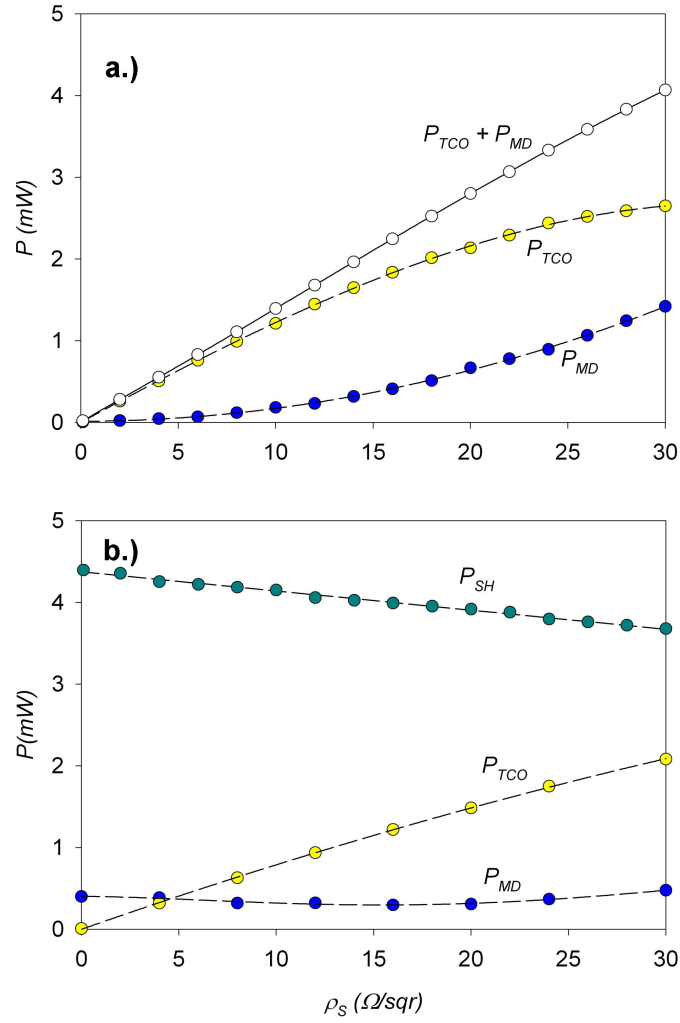 5
a.)
4
P_TCO + P_MD
3
P (mW)
P_TCO
2
1
P_MD
0
0 5 10 15 20 25 30
5
b.)
P_SH
4
3
P(mW)
2
P_TCO
1
P_MD
0
0 5 10 15 20 25 30
ρ_S (Ω/sqr)